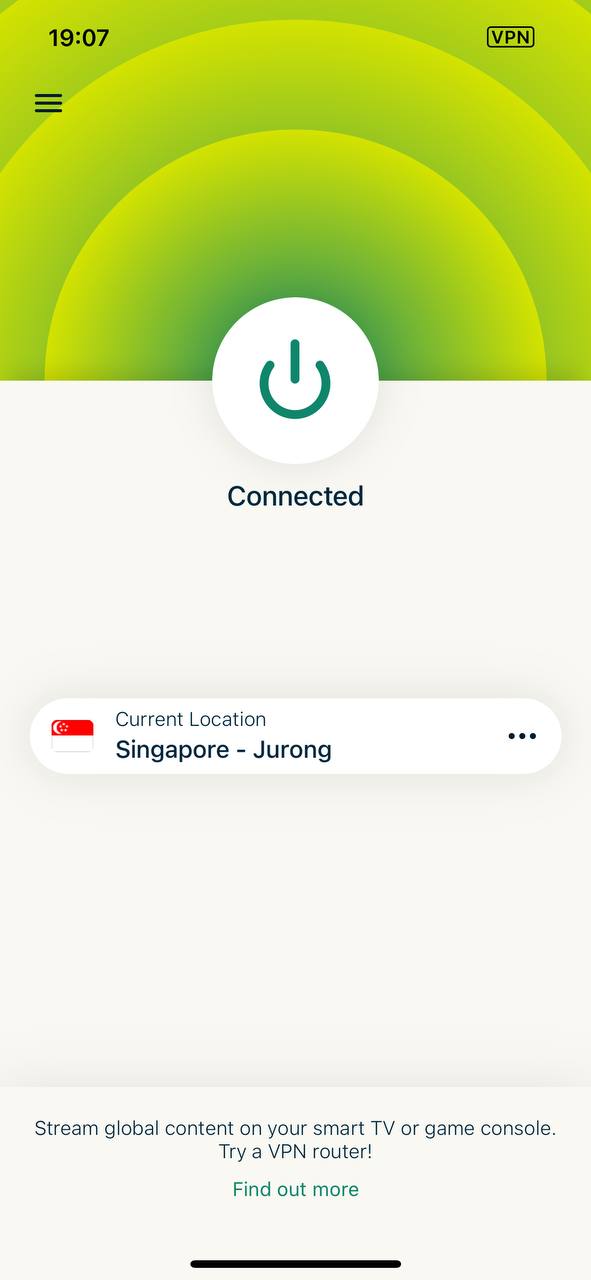 19:07
VPN
Connected
Current Location
Singapore - Jurong
Stream global content on your smart TV or game console.
Try a VPN router!
Find out more